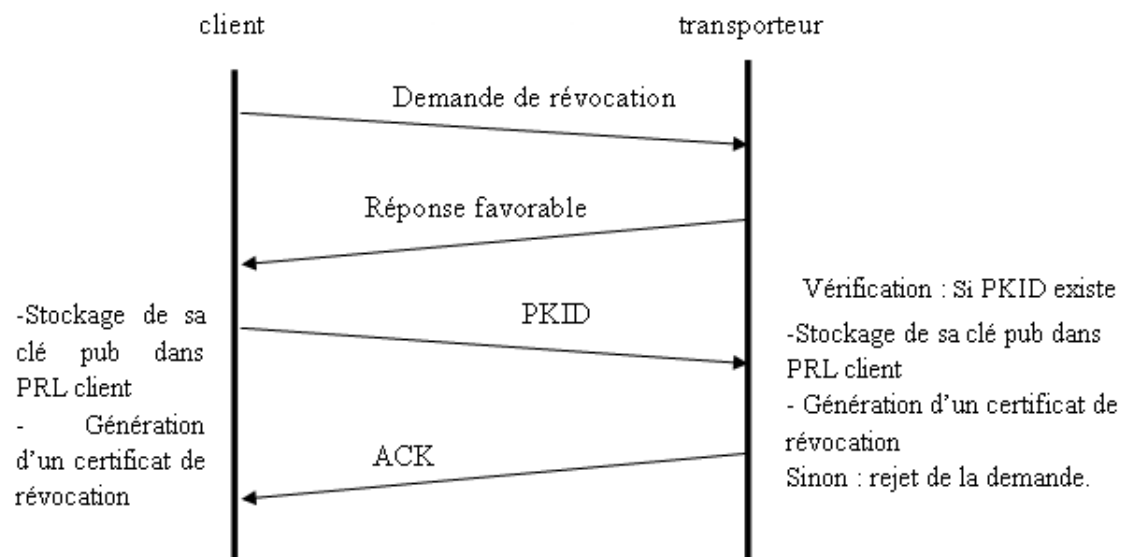 client
transporteur
Demande de révocation
Réponse favorable
PKID
-Stockage de sa
clé pub dans
PRL client
- Génération
d'un certificat de
révocation
Vérification : Si PKID existe
-Stockage de sa clé pub dans
PRL client
- Génération d'un certificat de
révocation
Sinon : rejet de la demande.
ACK